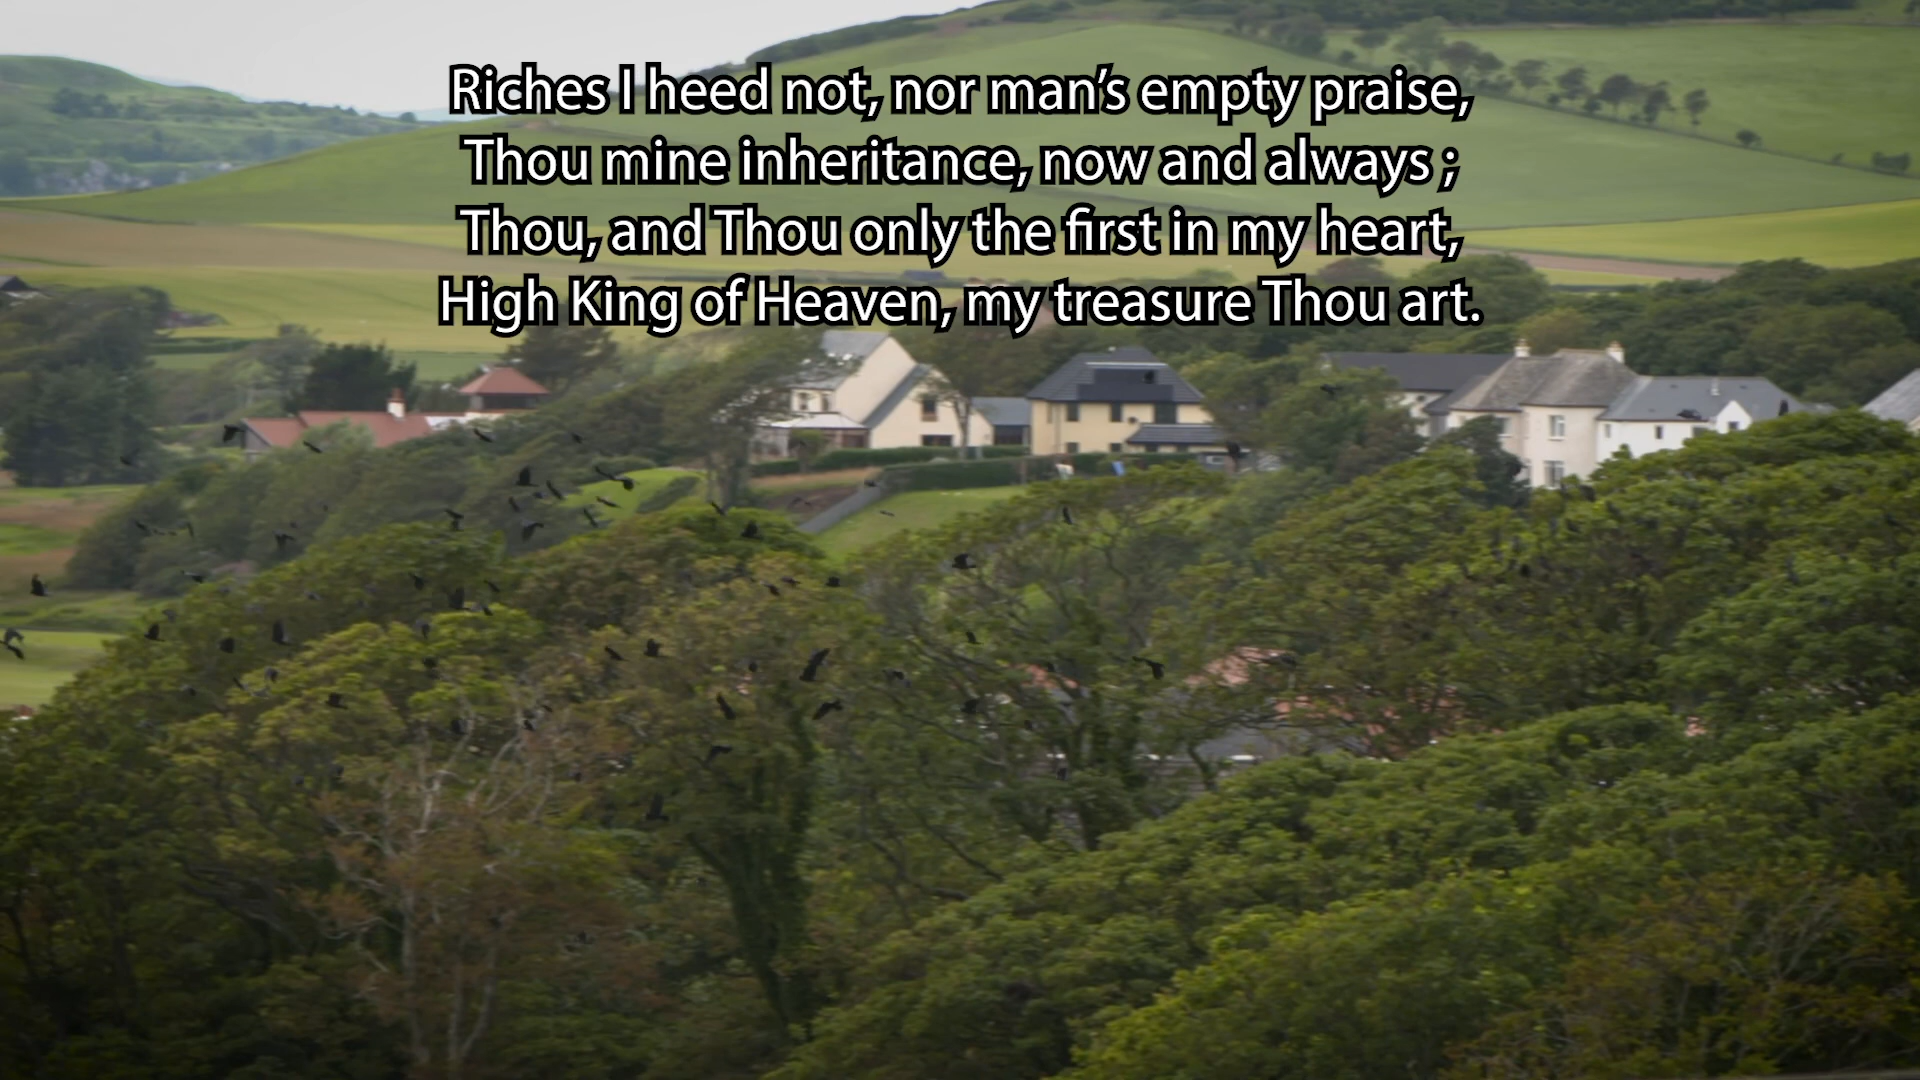 Riches I heed not, nor man’s empty praise,
Thou mine inheritance, now and always ;
Thou, and Thou only the first in my heart,
High King of Heaven, my treasure Thou art.